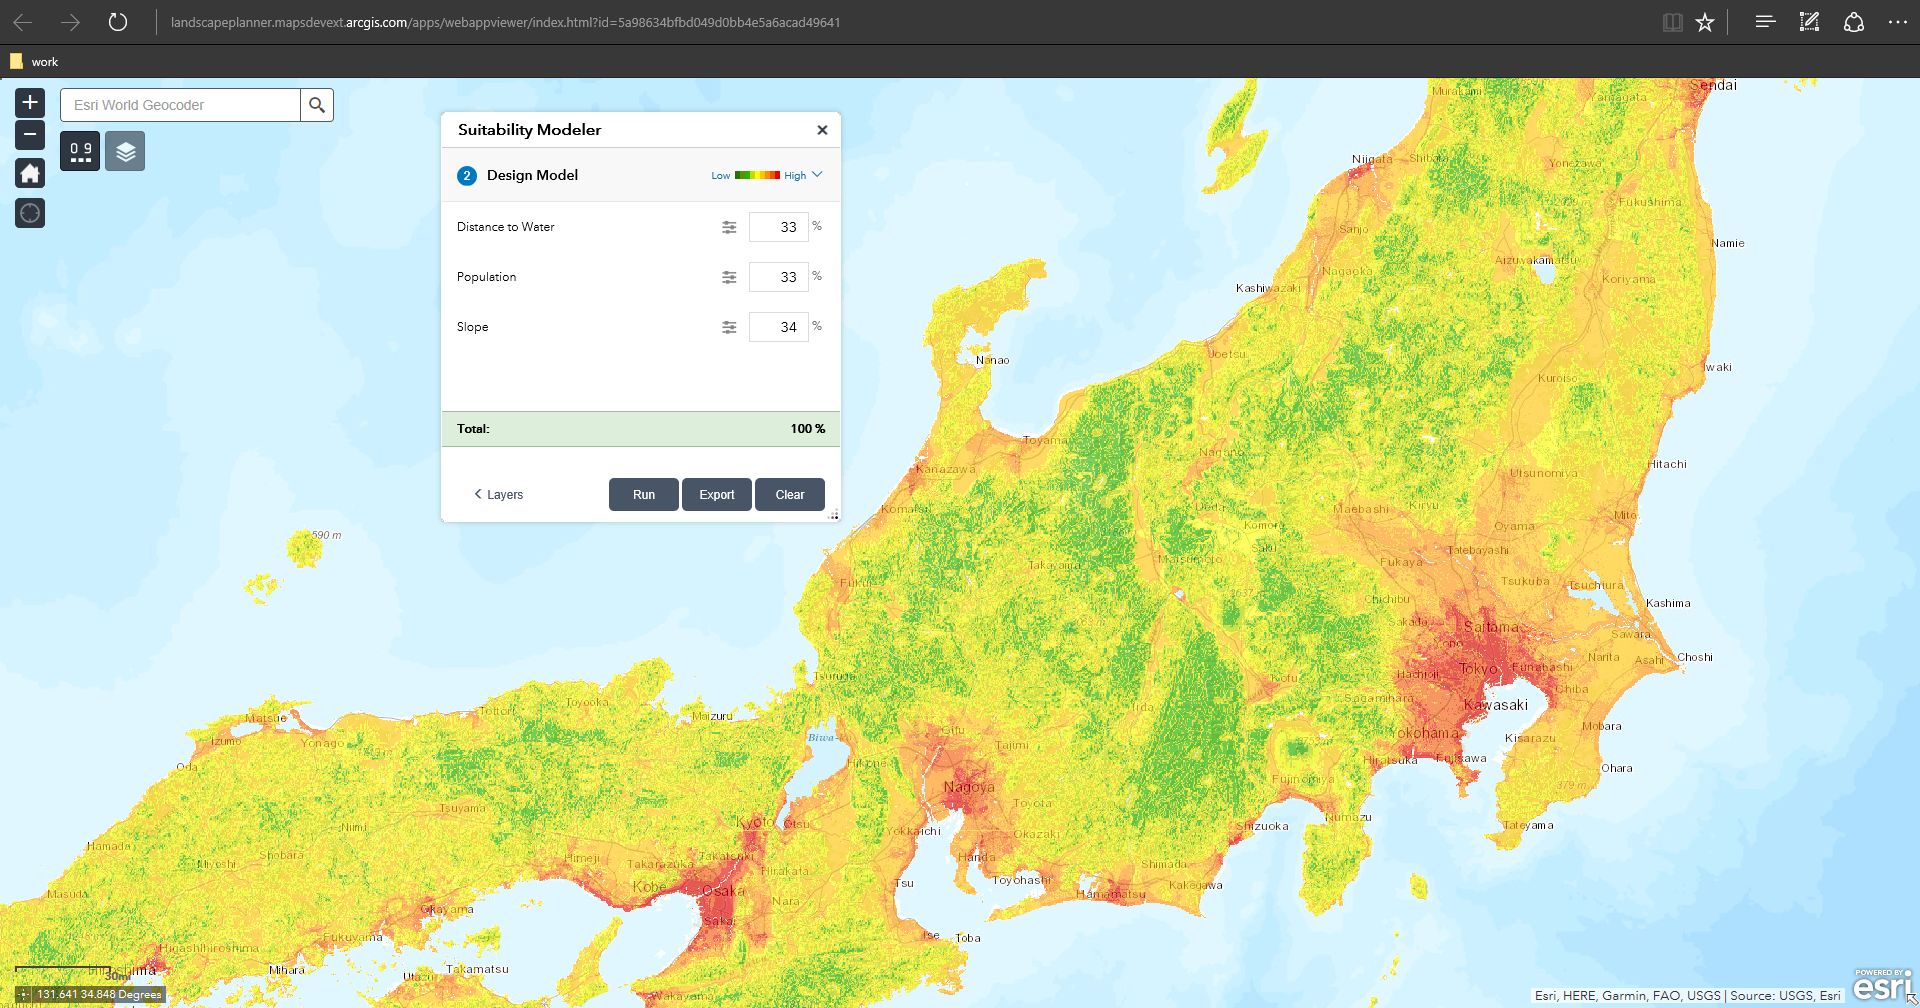 landscapeplanner.mapsdevext.arcgis.com/apps/webappviewer/index.html?id=5a98634bfbd049d0bb4e5a6acad49641
work
Esri World Geocoder
0 9
Suitability Modeler
2 Design Model Low High
Distance to Water 33 %
Population 33 %
Slope 34 %
Total: 100 %
Layers Run Export Clear
Sendai
Murakami
Yamagata
Niigata
Shibata
Yonezawa
Fukushima
Sanjo
Namie
Aizuwakamatsu
Nagaoka
Koriyama
Kashiwazaki
Joetsu
Nanao
Iwaki
Kuroiso
Toyama
Nagano
Hitachi
Kanazawa
Utsunomiya
Komatsu
Ueda
Maebashi
Kiryu
Mito
Komoro
Oyama
590 m
Saku
Tatebayashi
Matsumoto
Fukaya
Takayama
Tsukuba
Tsuchiura
Fukui
Chichibu
Kashima
Sakado
Saitama
Sawara
Narita
Asahi
Choshi
Tokyo
Funabashi
Hachioji
Tsuruga
Kofu
Chiba
Sagamihara
Kawasaki
Iida
Toyooka
Tottori
Maizuru
Matsue
Mobara
Gifu
Yokohama
Biwa-ko
Kisarazu
Izumo
Yonago
Tajimi
Hiratsuka
Fujisawa
Hikone
Oda
Ohara
Fujinomiya
379 m
Nagoya
Toyota
Tsuyama
Kyoto
Otsu
Yokkaichi
Okazaki
Shizuoka
Numazu
Tateyama
Niimi
Hamada
Shobara
Himeji
Takatsuki
Handa
Miyoshi
Takarazuka
Hirakata
Shimada
Kobe
Osaka
Tsu
Toyohashi
Kakegawa
Masuda
Hamamatsu
Nara
Okayama
Sakai
Fukuyama
Ise
Toba
Higashihiroshima
Mihara
Takamatsu
Wakayama
30mi
131.641 34.848 Degrees
Esri, HERE, Garmin, FAO, USGS | Source: USGS, Esri
POWERED BY
esri